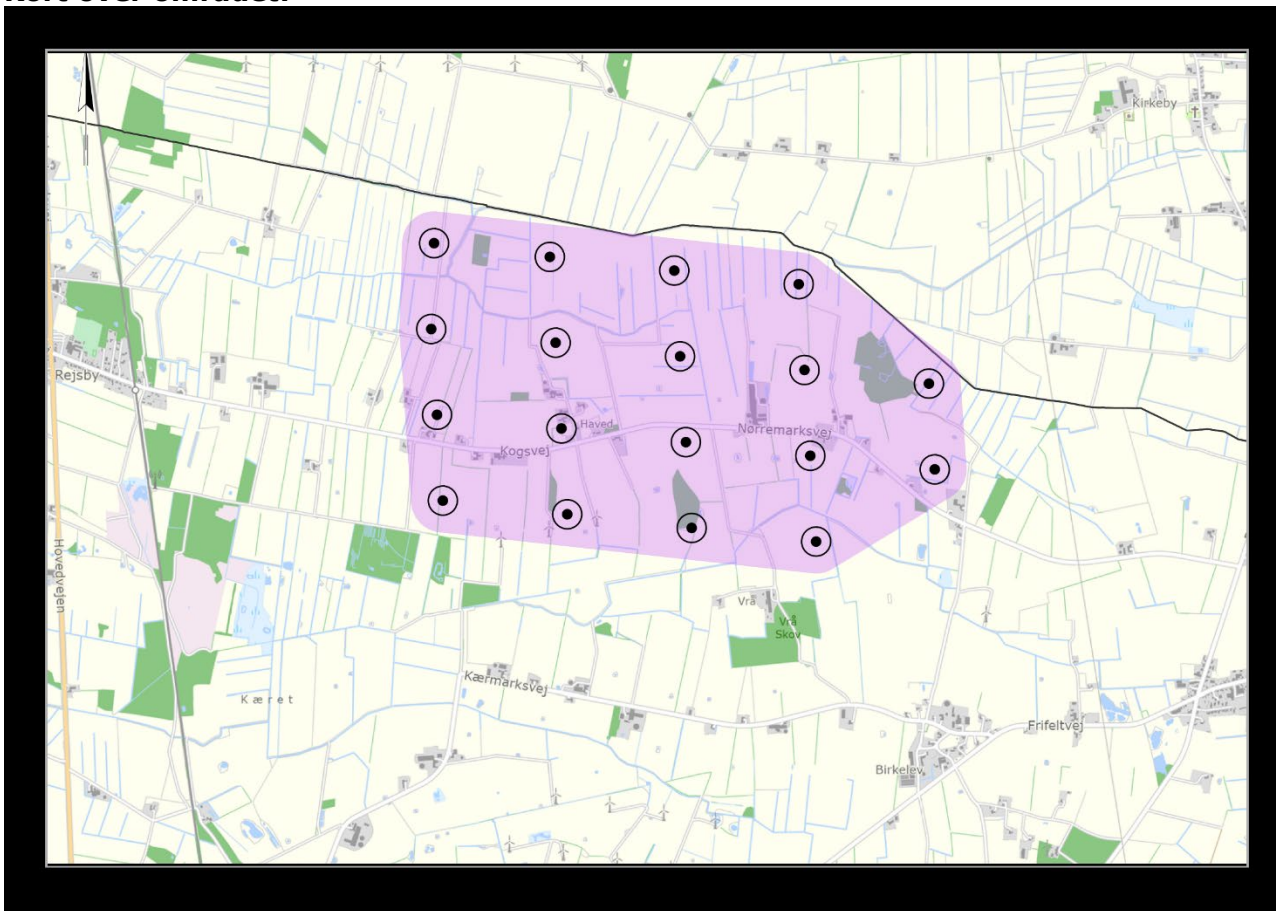 Kort over området:
Kirkeby
Rejsby
Haved
Nørremarksvej
Kogsvej
Hovedvejen
Vrå
Vrå
Skov
Kærmarksvej
Kæret
Frifeltvej
Birkelev